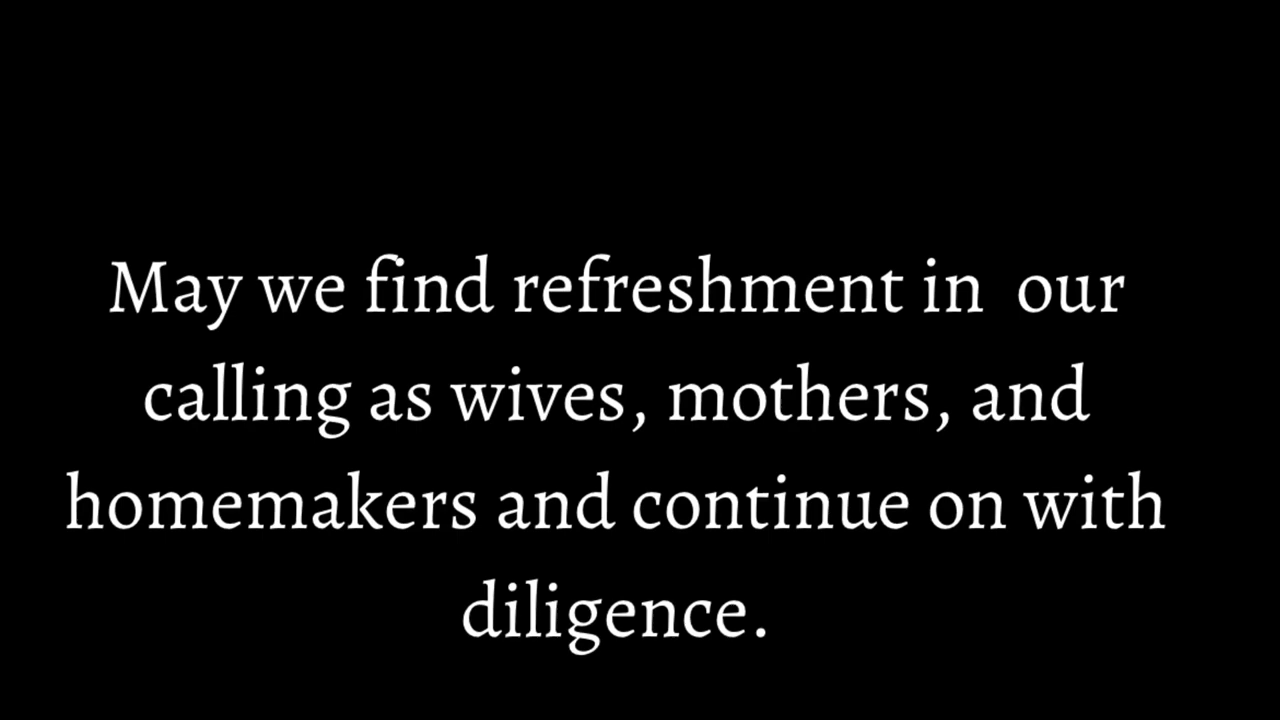 May we find refreshment in  our
calling as wives, mothers, and
homemakers and continue on with
diligence.